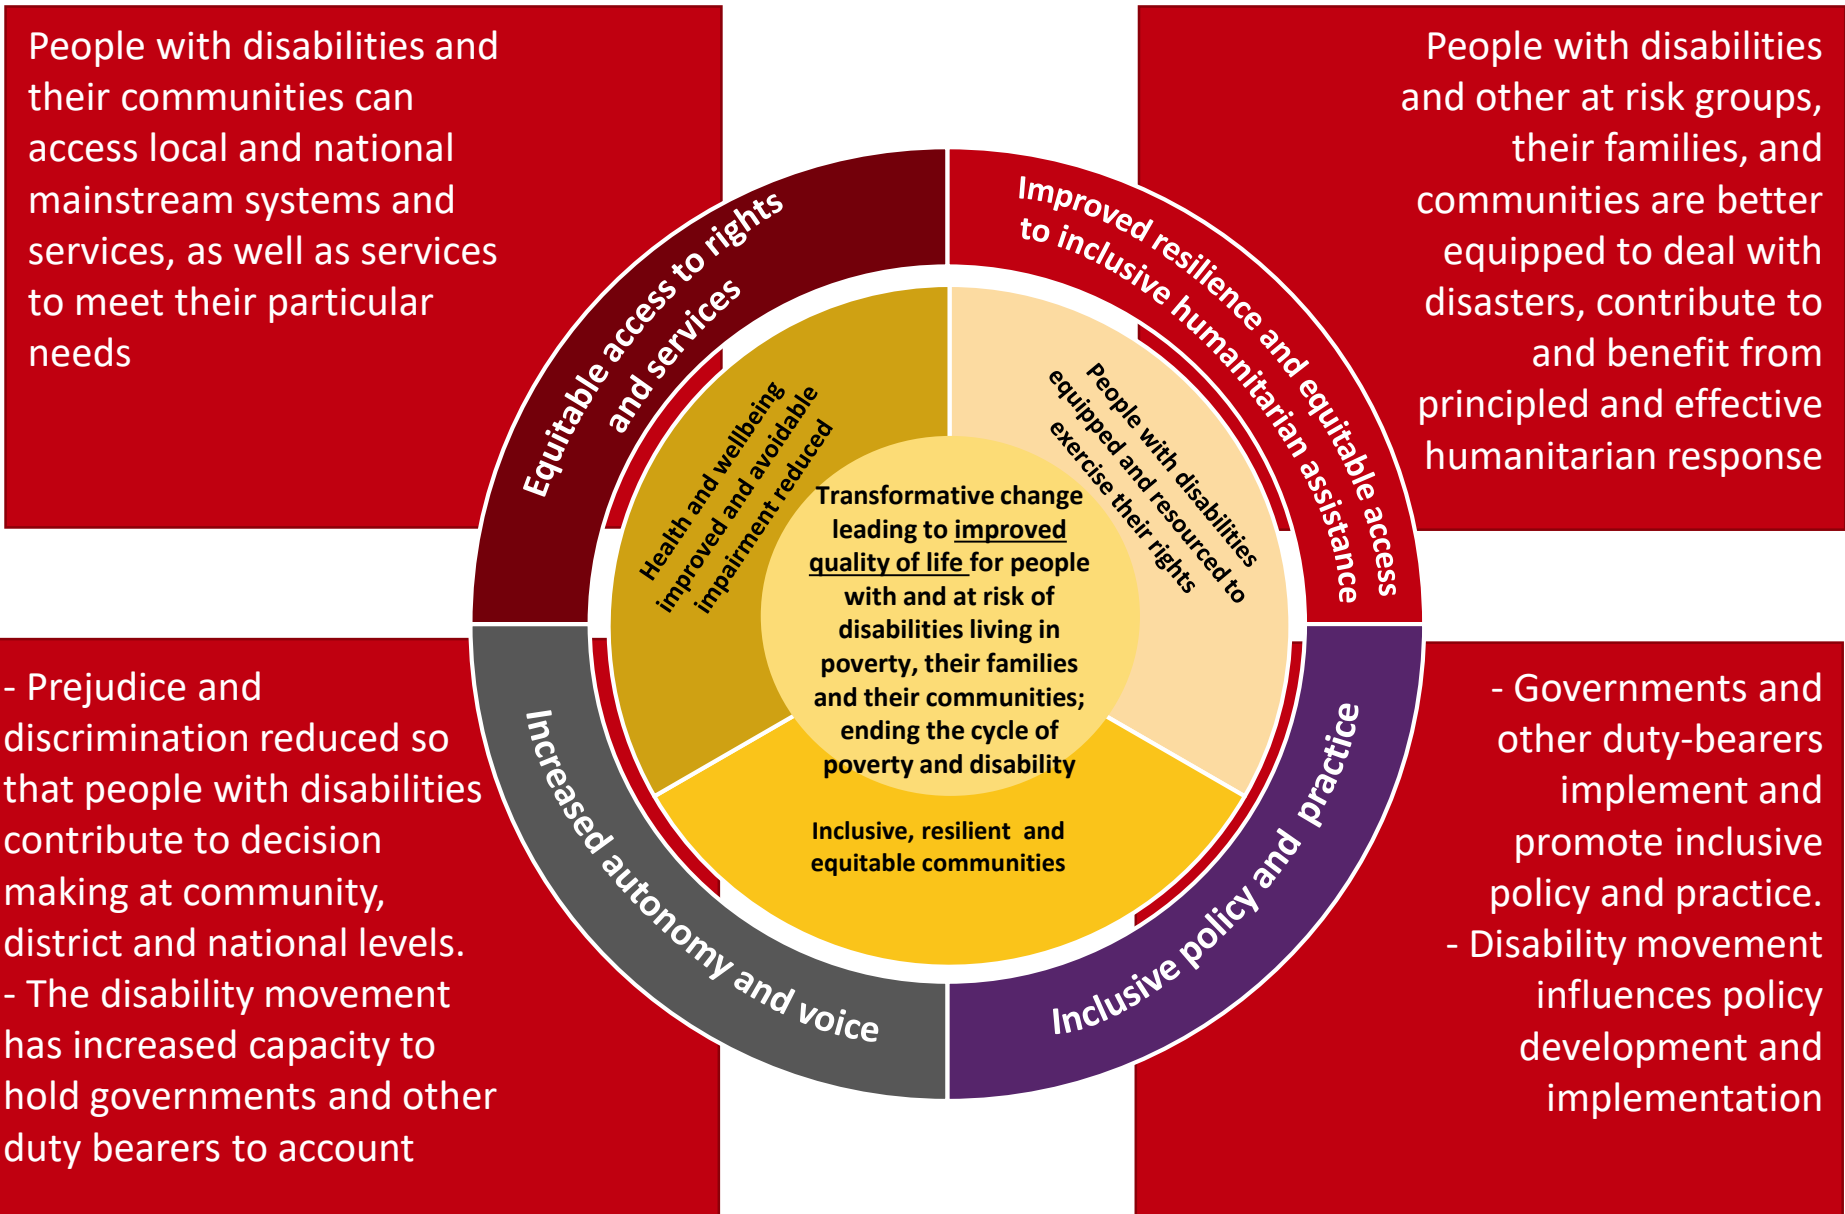 People with disabilities and
their communities can
access local and national
mainstream systems and
services, as well as services
to meet their particular
needs
People with disabilities
and other at risk groups,
their families, and
communities are better
equipped to deal with
disasters, contribute to
and benefit from
principled and effective
humanitarian response
Equitable access to rights
and services
Improved resilience and equitable access
to inclusive humanitarian assistance
Health and wellbeing
improved and avoidable
impairment reduced
People with disabilities
equipped and resourced to
exercise their rights
Transformative change
leading to improved
quality of life for people
with and at risk of
disabilities living in
poverty, their families
and their communities;
ending the cycle of
poverty and disability
Inclusive, resilient and
equitable communities
Increased autonomy and voice
Inclusive policy and practice
- Prejudice and
discrimination reduced so
that people with disabilities
contribute to decision
making at community,
district and national levels.
- The disability movement
has increased capacity to
hold governments and other
duty bearers to account
- Governments and
other duty-bearers
implement and
promote inclusive
policy and practice.
- Disability movement
influences policy
development and
implementation